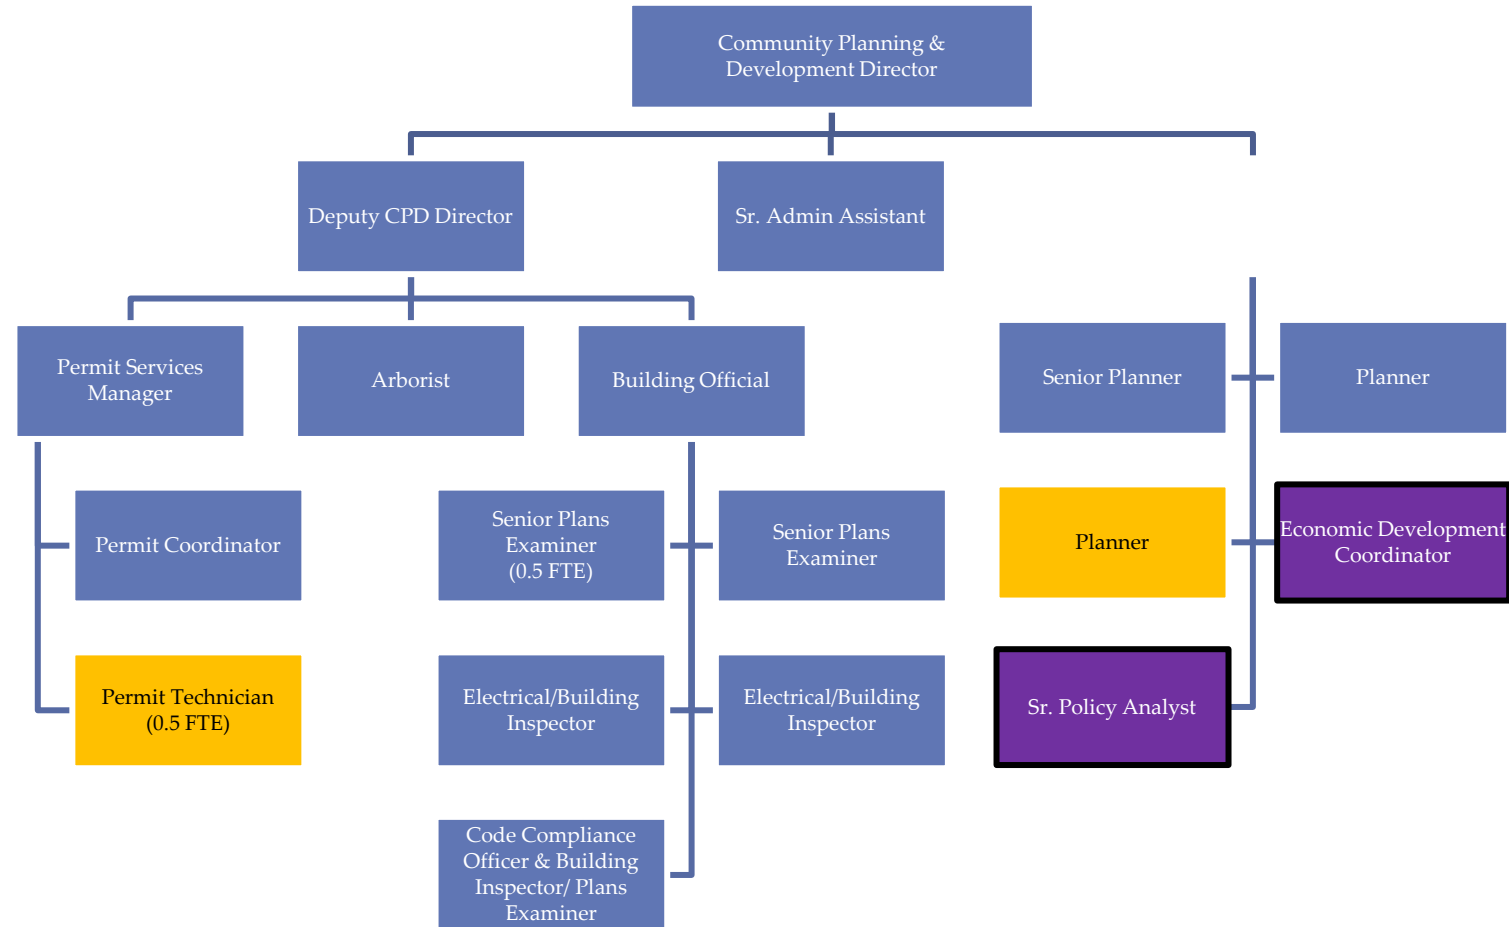 Community Planning &
Development Director
Deputy CPD Director
Sr. Admin Assistant
Permit Services
Manager
Arborist
Building Official
Senior Planner
Planner
Permit Coordinator
Senior Plans
Examiner
(0.5 FTE)
Senior Plans
Examiner
Planner
Economic Development
Coordinator
Permit Technician
(0.5 FTE)
Electrical/Building
Inspector
Electrical/Building
Inspector
Sr. Policy Analyst
Code Compliance
Officer & Building
Inspector/ Plans
Examiner